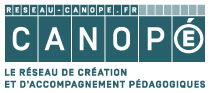 RESEAU-CANOPE.FR
CANOPÉ
LE RÉSEAU DE CRÉATION
ET D'ACCOMPAGNEMENT PÉDAGOGIQUES